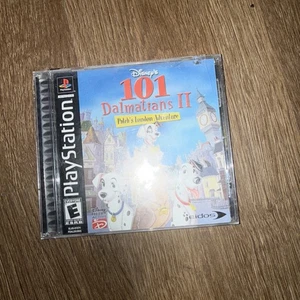 Disney's
101
Dalmatians II
Patch's London Adventure
PlayStation
E
eidos